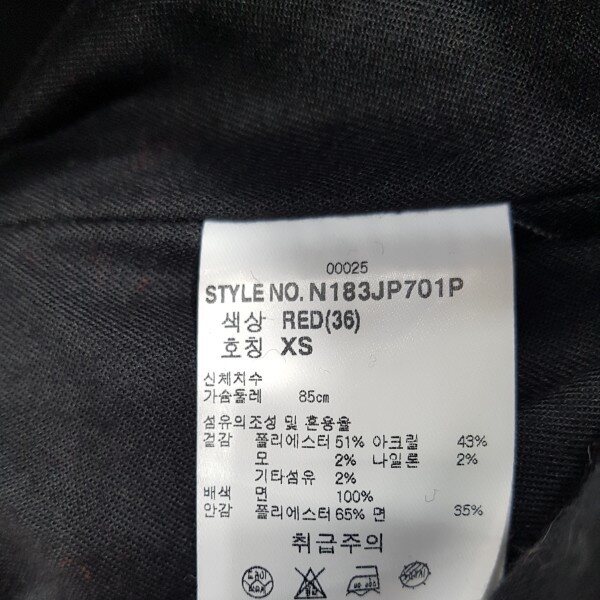 00025
STYLE NO. N183JP701P
색상 RED(36)
호칭 XS
신체치수
가슴둘레 85cm
섬유의조성 및 혼용율
겉감 폴리에스터 51% 아크릴 43%
모 2% 나일론 2%
기타섬유 2%
배색 면 100%
안감 폴리에스터 65% 면 35%
취급주의